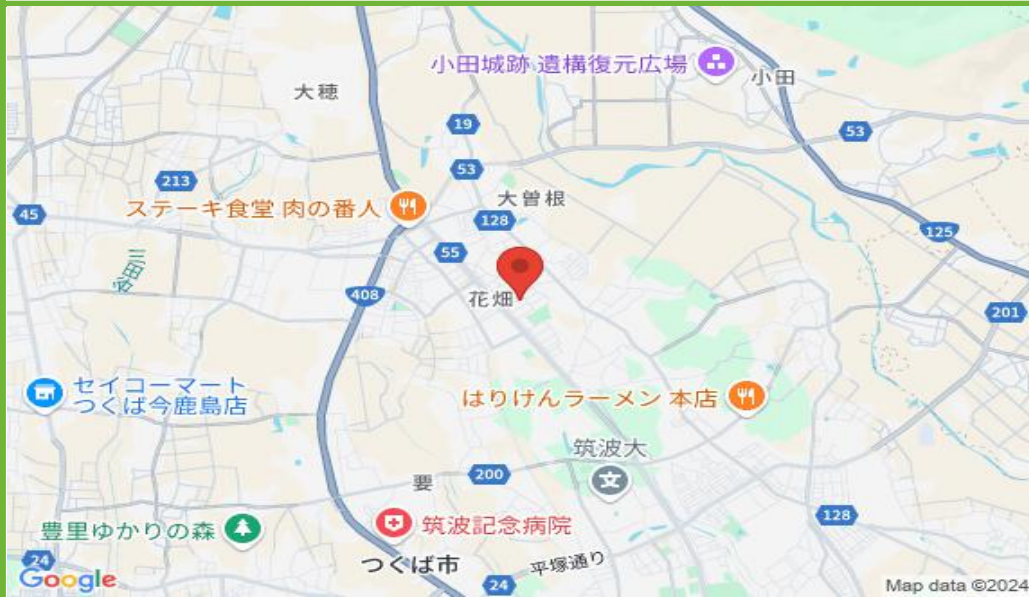 小田城跡 遺構復元広場
小田
大穂
19
53
53
213
大曽根
ステーキ食堂 肉の番人
45
128
125
55
三田谷
408
花畑
201
セイコーマート
つくば今鹿島店
はりけんラーメン 本店
筑波大
200
要
128
筑波記念病院
豊里ゆかりの森
24
つくば市
平塚通り
24
Google
Map data ©2024